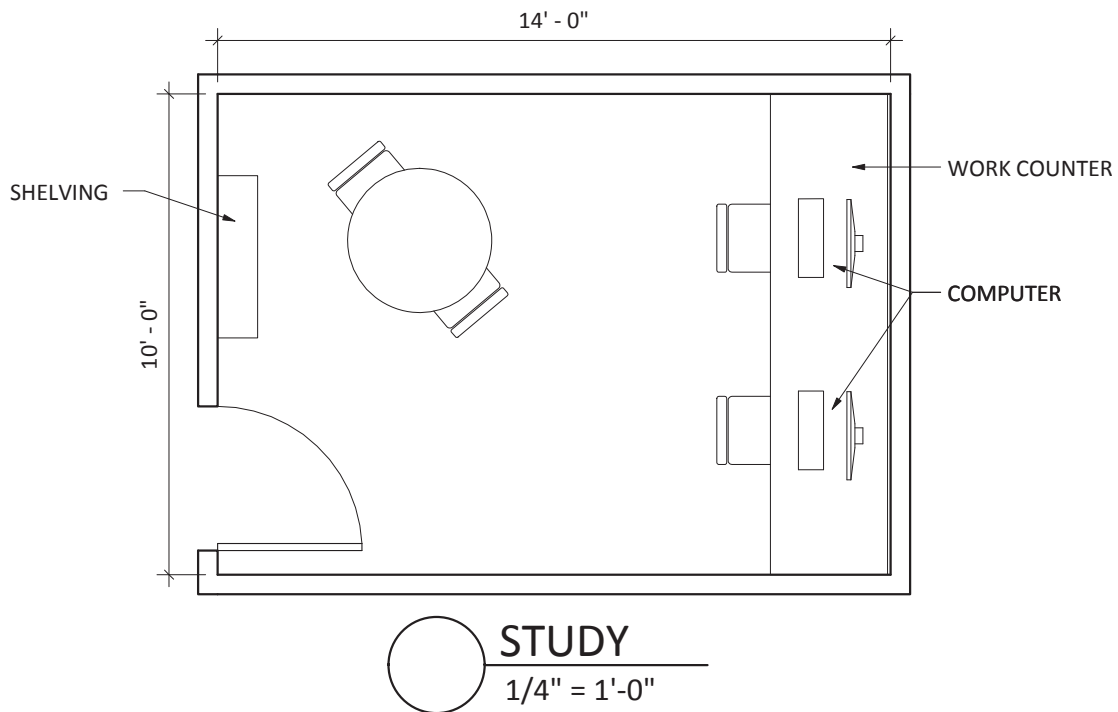 14' - 0"
WORK COUNTER
SHELVING
COMPUTER
10' - 0"
STUDY
1/4" = 1'-0"